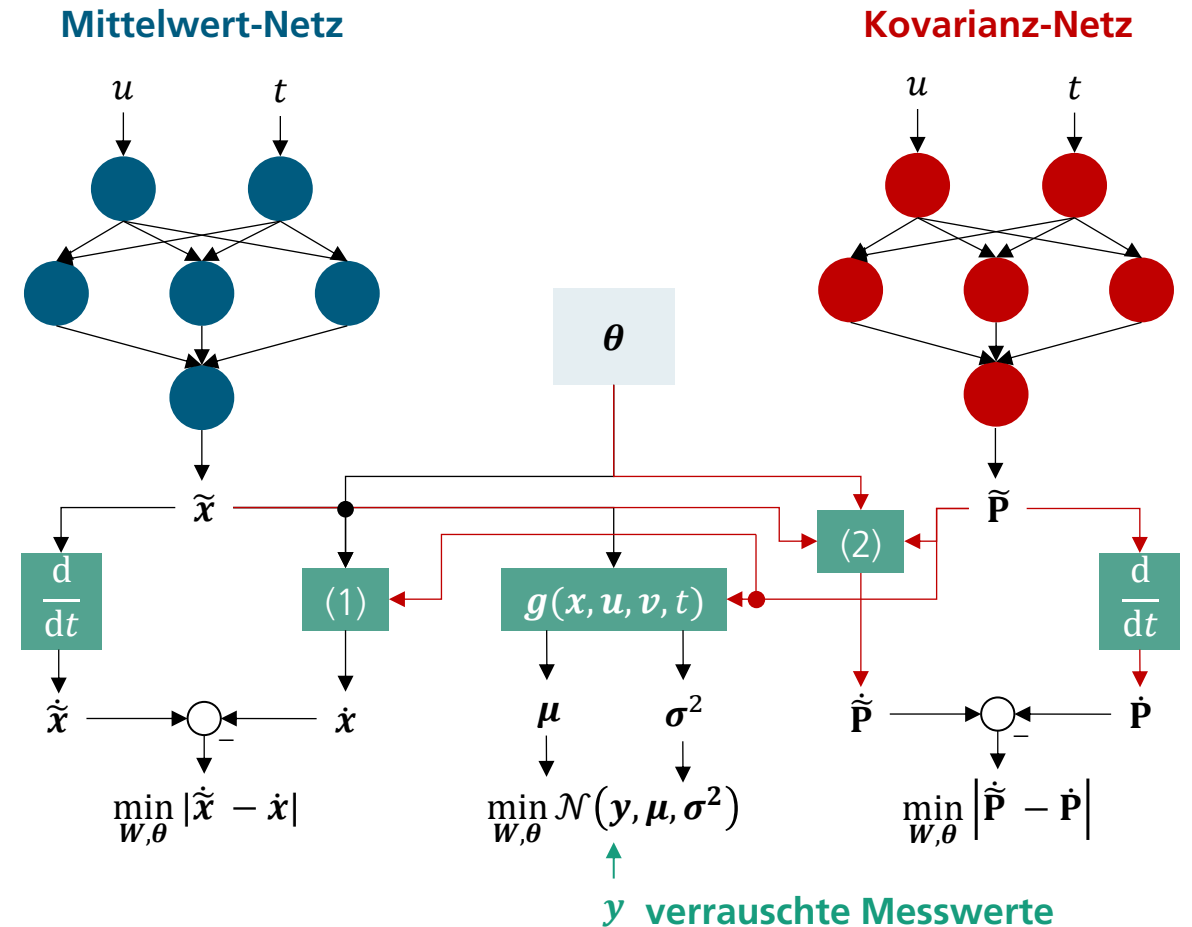 Mittelwert-Netz
Kovarianz-Netz
u t
u t
θ
x̃
P̃
d/dt
(1)
g(x, u, v, t)
(2)
d/dt
x̃̇
ẋ
μ
σ²
P̃̇
Ṗ
−
−
min W,θ |x̃̇ − ẋ|
min W,θ 𝒩(y, μ, σ²)
min W,θ |P̃̇ − Ṗ|
y verrauschte Messwerte